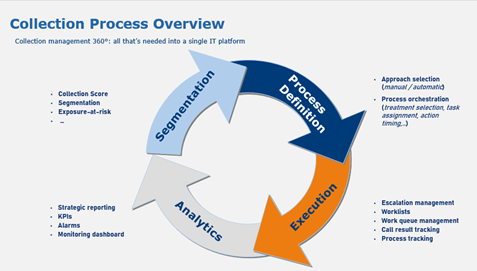 Collection Process Overview
Collection management 360°: all that's needed into a single IT platform
Segmentation
Process
Definition
Execution
Analytics
• Collection Score
• Segmentation
• Exposure-at-risk
• …
• Approach selection
(manual / automatic)
• Process orchestration
(treatment selection, task
assignment, action
timing,..)
• Strategic reporting
• KPIs
• Alarms
• Monitoring dashboard
• Escalation management
• Worklists
• Work queue management
• Call result tracking
• Process tracking